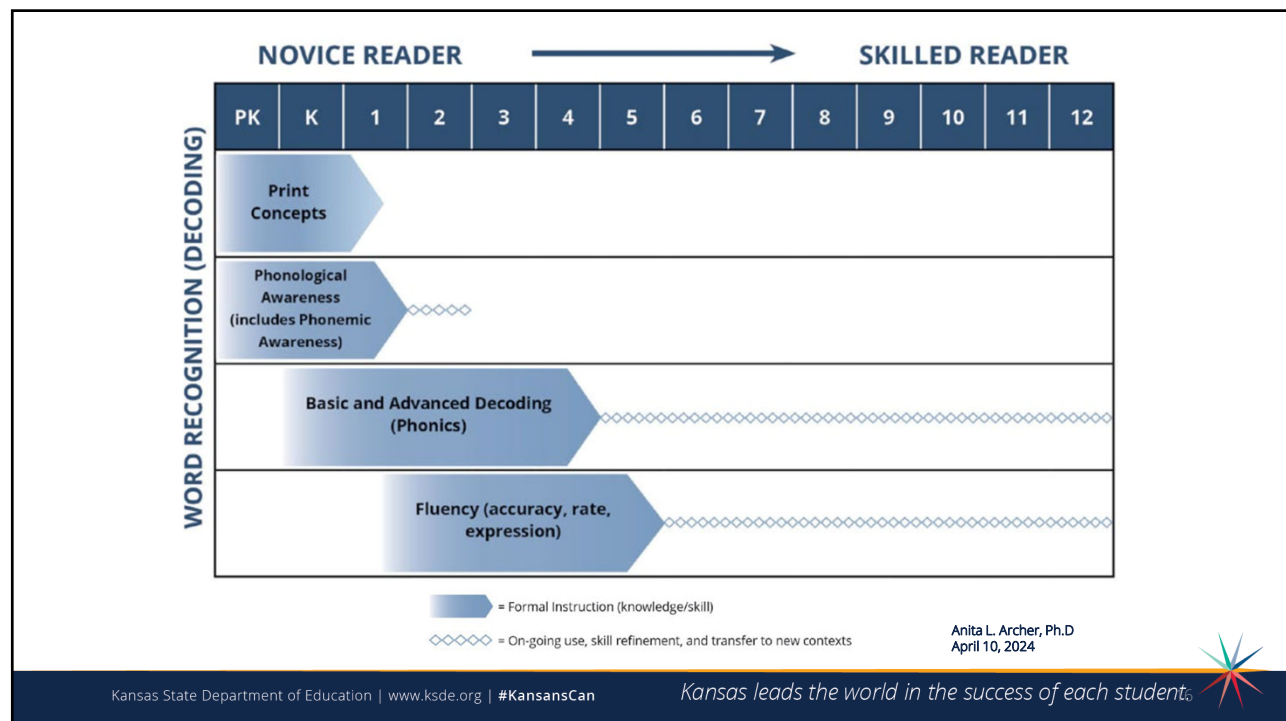 NOVICE READER
SKILLED READER
WORD RECOGNITION (DECODING)
PK K 1 2 3 4 5 6 7 8 9 10 11 12
Print
Concepts
Phonological
Awareness
(includes Phonemic
Awareness)
Basic and Advanced Decoding
(Phonics)
Fluency (accuracy, rate,
expression)
= Formal Instruction (knowledge/skill)
= On-going use, skill refinement, and transfer to new contexts
Anita L. Archer, Ph.D
April 10, 2024
Kansas State Department of Education | www.ksde.org | #KansansCan
Kansas leads the world in the success of each student.